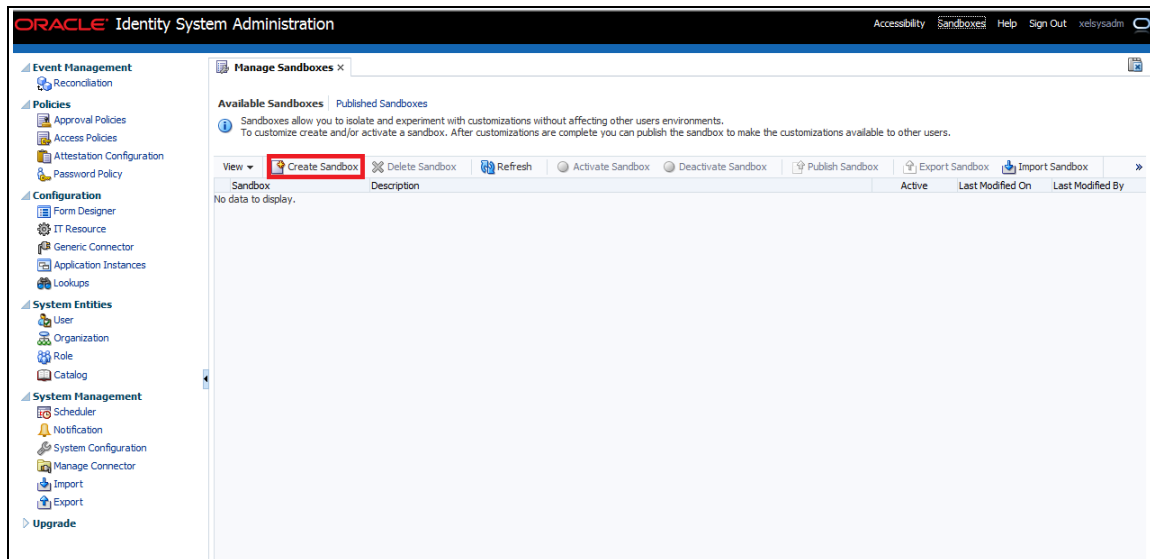 ORACLE Identity System Administration
Accessibility Sandboxes Help Sign Out xelsysadm
Event Management
Reconciliation
Policies
Approval Policies
Access Policies
Attestation Configuration
Password Policy
Configuration
Form Designer
IT Resource
Generic Connector
Application Instances
Lookups
System Entities
User
Organization
Role
Catalog
System Management
Scheduler
Notification
System Configuration
Manage Connector
Import
Export
Upgrade
Manage Sandboxes ×
Available Sandboxes Published Sandboxes
Sandboxes allow you to isolate and experiment with customizations without affecting other users environments.
To customize create and/or activate a sandbox. After customizations are complete you can publish the sandbox to make the customizations available to other users.
View Create Sandbox Delete Sandbox Refresh Activate Sandbox Deactivate Sandbox Publish Sandbox Export Sandbox Import Sandbox »
Sandbox Description Active Last Modified On Last Modified By
No data to display.